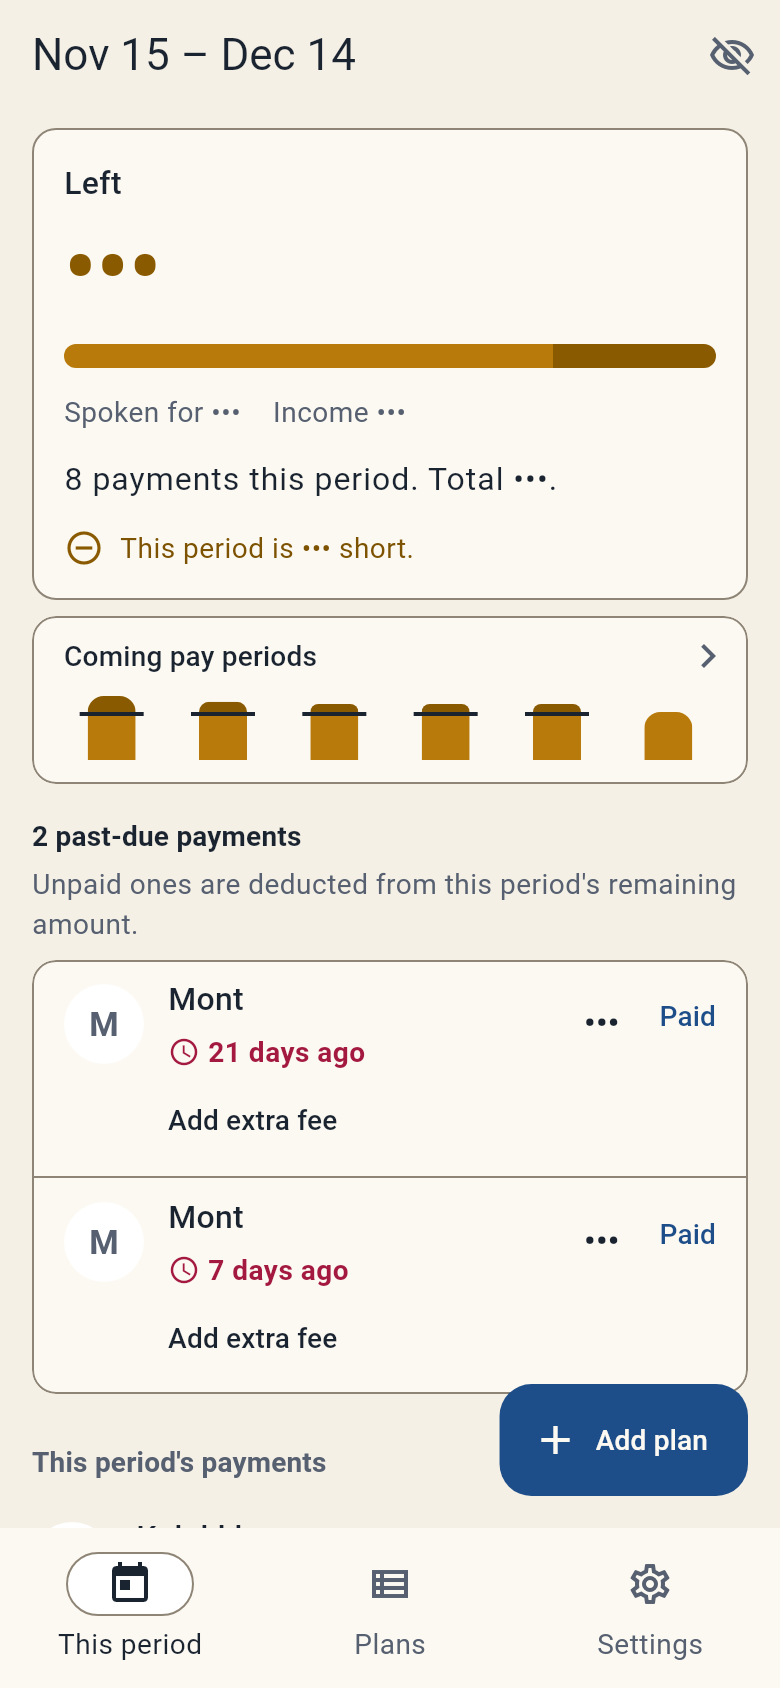 Nov 15 – Dec 14
Left
•••
Spoken for ••• Income •••
8 payments this period. Total •••.
This period is ••• short.
Coming pay periods
2 past-due payments
Unpaid ones are deducted from this period's remaining
amount.
M
Mont
••• Paid
21 days ago
Add extra fee
M
Mont
••• Paid
7 days ago
Add extra fee
This period's payments
Add plan
This period
Plans
Settings